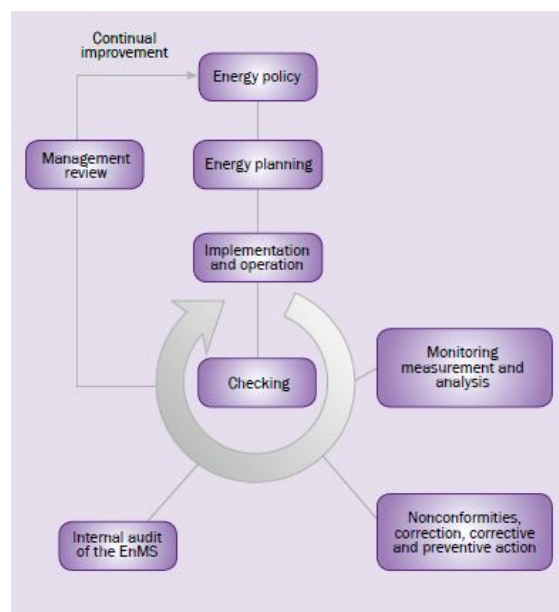 Continual
improvement
Energy policy
Management
review
Energy planning
Implementation
and operation
Checking
Monitoring
measurement and
analysis
Internal audit
of the EnMS
Nonconformities,
correction, corrective
and preventive action